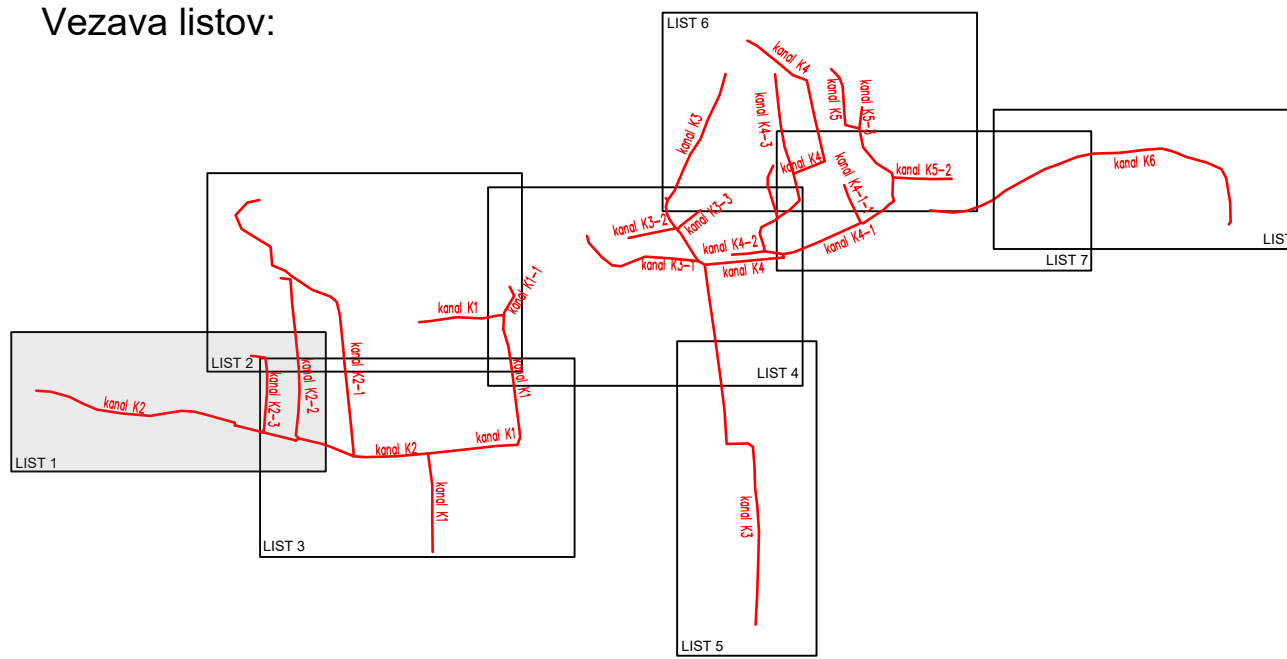 Vezava listov:
LIST 6
kanal K4
kanal K5
kanal K5-3
kanal K3
kanal K4-3
kanal K4
kanal K4-1-1
kanal K5-2
kanal K6
kanal K3-2
kanal K3-3
kanal K4-1
kanal K4-2
kanal K3-1
kanal K4
LIST 7
LIST
kanal K1-1
kanal K1
LIST 2
kanal K2-1
kanal K2-2
kanal K2-3
kanal K1
LIST 4
kanal K2
kanal K2
kanal K1
LIST 1
kanal K1
kanal K3
LIST 3
LIST 5